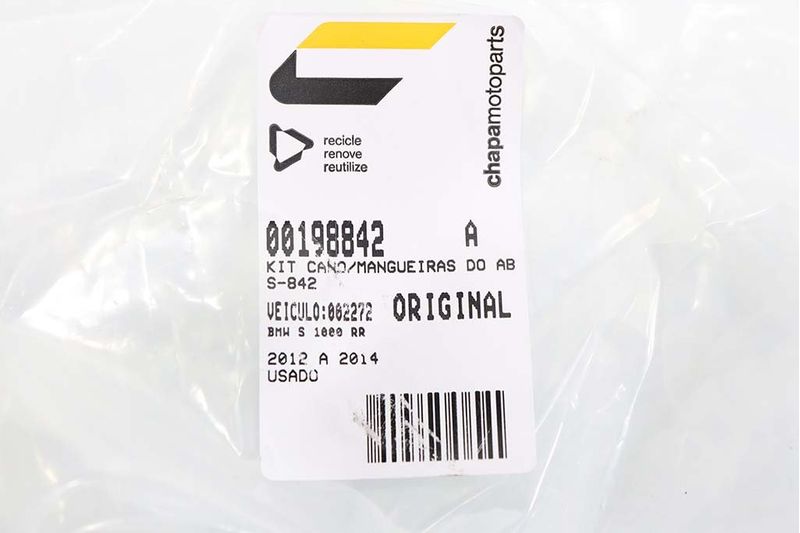 chapamotoparts
recicle
renove
reutilize
00198842 A
KIT CANO/MANGUEIRAS DO AB
S-842
VEICULO:002272 ORIGINAL
BMW S 1000 RR
2012 A 2014
USADO